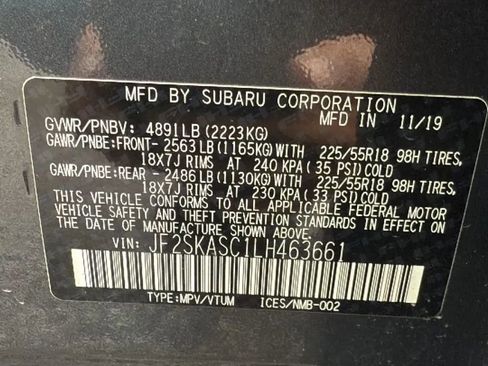 MFD BY SUBARU CORPORATION MFD IN 11/19
GVWR/PNBV: 4891LB(2223KG)
GAWR/PNBE:FRONT- 2563LB(1165KG)WITH 225/55R18 98H TIRES,
18X7J RIMS AT 240 KPA(35 PSI) COLD
GAWR/PNBE:REAR - 2486LB(1130KG)WITH 225/55R18 98H TIRES,
18X7J RIMS AT 230 KPA(33 PSI) COLD
THIS VEHICLE CONFORMS TO ALL APPLICABLE FEDERAL MOTOR
VEHICLE SAFETY AND THEFT PREVENTION STANDARDS IN EFFECT
ON THE DATE OF MANUFACTURE SHOWN ABOVE.
VIN: JF2SKASC1LH463661
TYPE:MPV/VTUM ICES/NMB-002